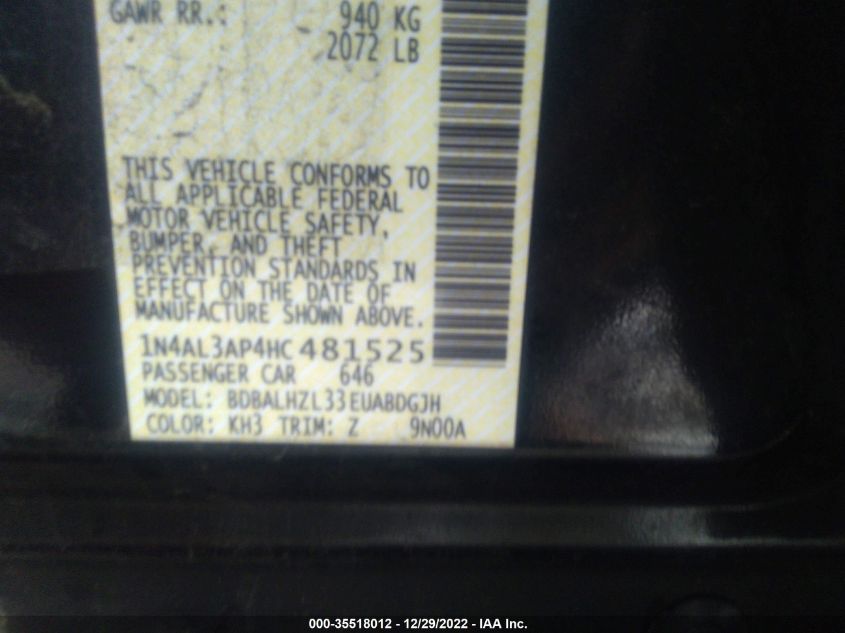 GAWR RR.: 940 KG
2072 LB
THIS VEHICLE CONFORMS TO
ALL APPLICABLE FEDERAL
MOTOR VEHICLE SAFETY,
BUMPER, AND THEFT
PREVENTION STANDARDS IN
EFFECT ON THE DATE OF
MANUFACTURE SHOWN ABOVE.
1N4AL3AP4HC481525
PASSENGER CAR 646
MODEL: BDBALHZL33EUABDGJH
COLOR: KH3 TRIM: Z 9N00A
000-35518012 - 12/29/2022 - IAA Inc.